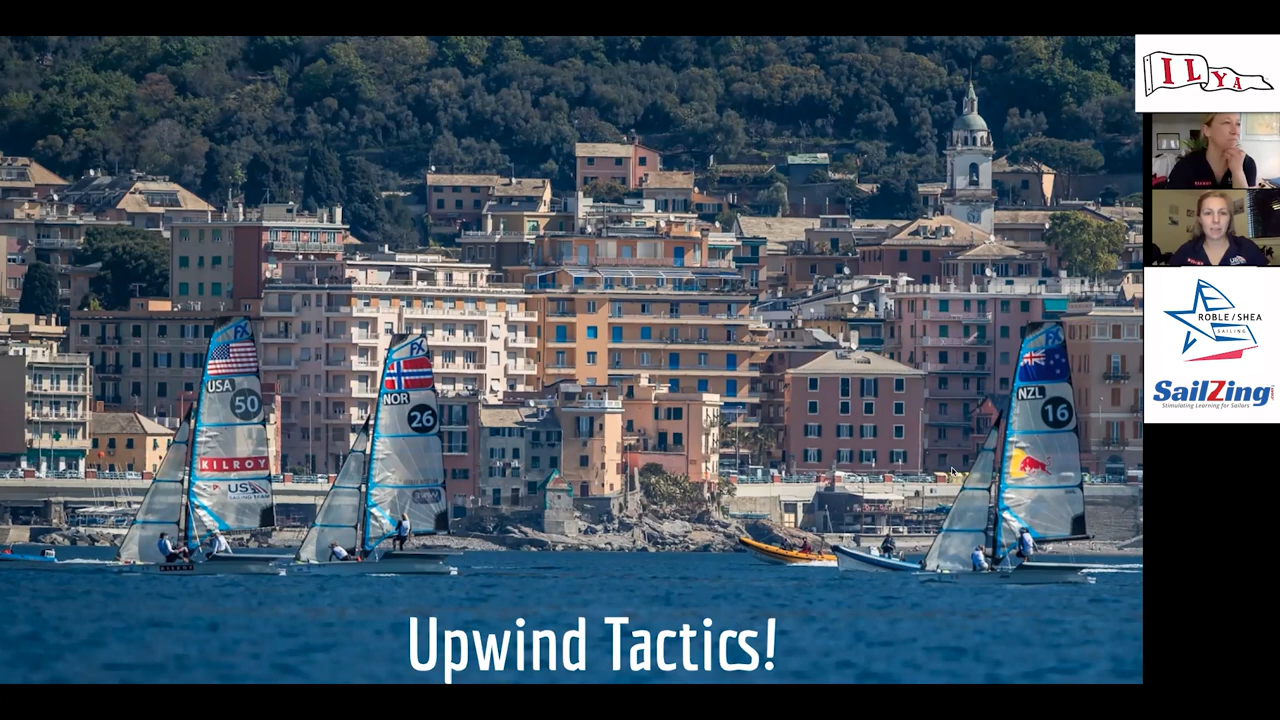 ILYA
FX
USA
50
KILROY
US
SAILING TEAM
FX
NOR
26
FX
NZL
16
Upwind Tactics!
ROBLE/SHEA
SAILING
SailZing
Stimulating Learning for Sailors